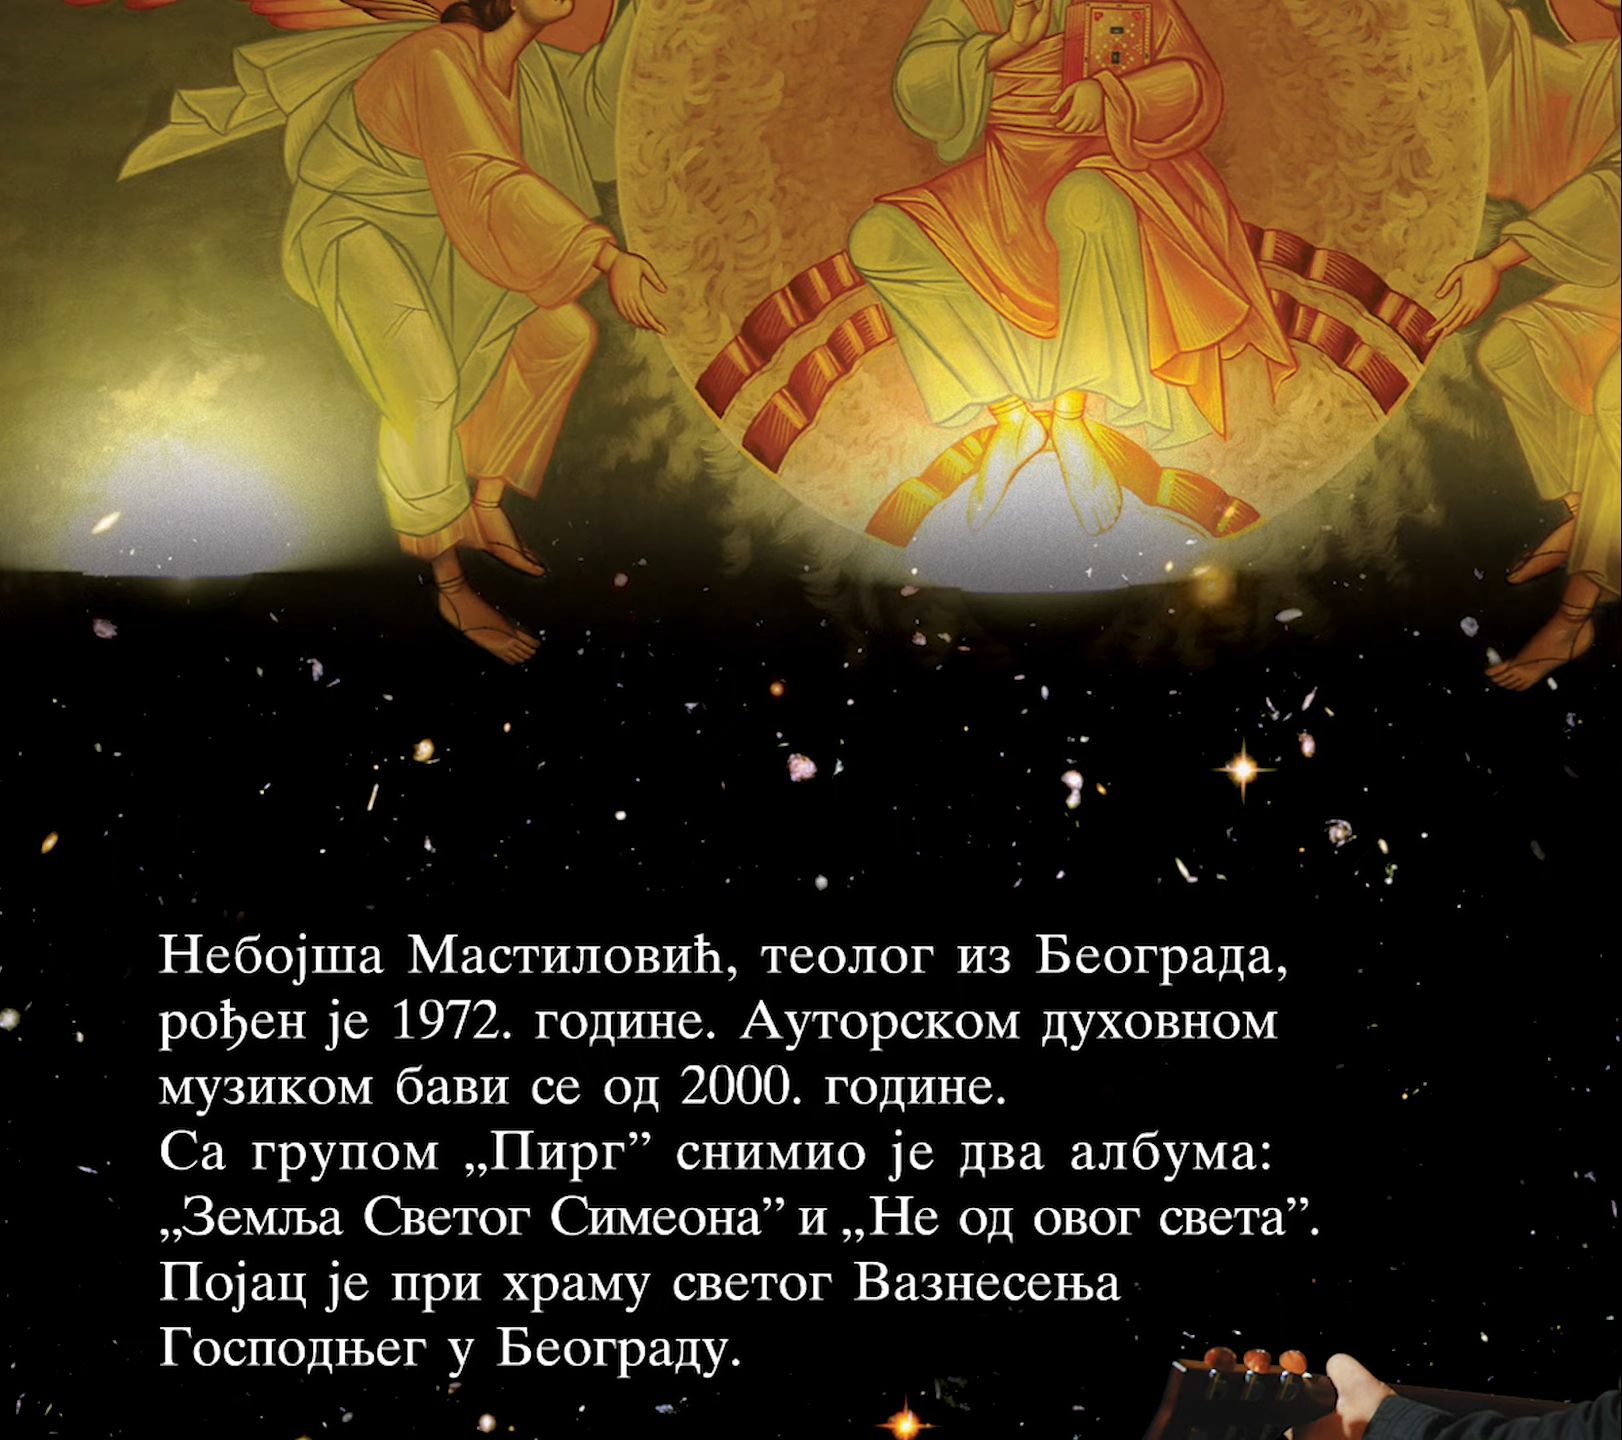 Небојша Мастиловић, теолог из Београда,
рођен је 1972. године. Ауторском духовном
музиком бави се од 2000. године.
Са групом „Пирг” снимио је два албума:
„Земља Светог Симеона” и „Не од овог света”.
Појац је при храму светог Вазнесења
Господњег у Београду.